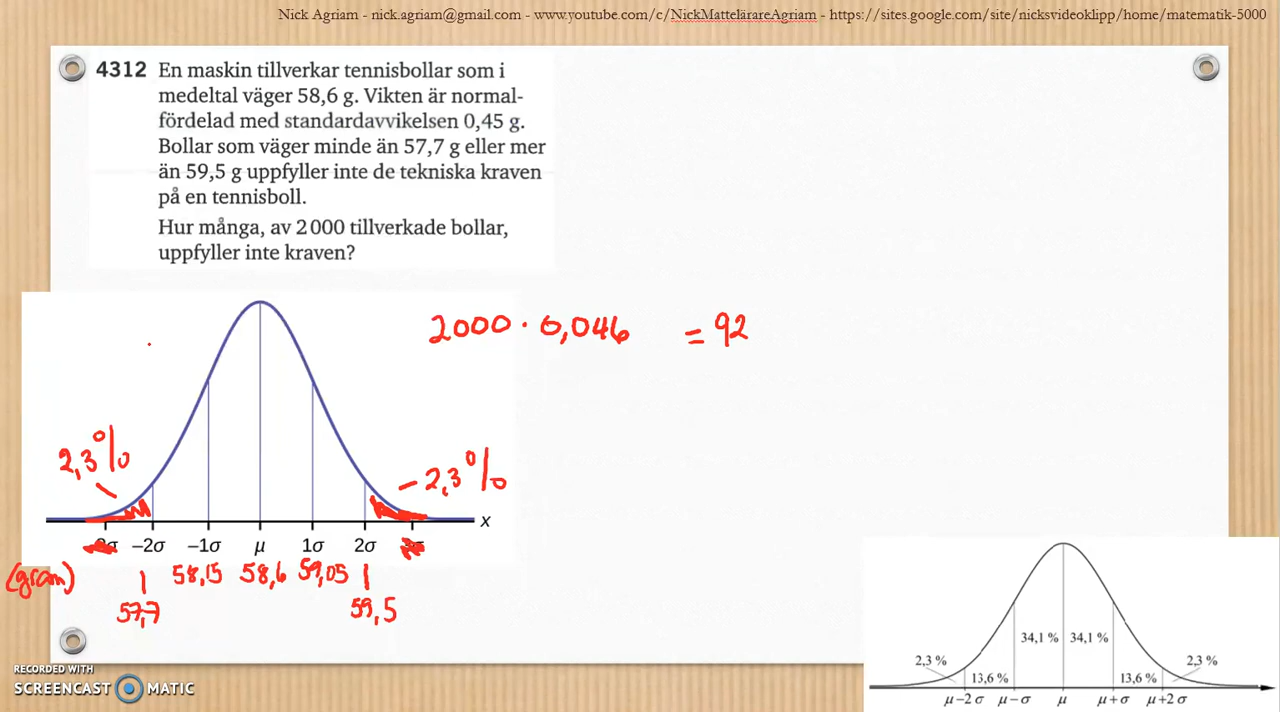 Nick Agriam - nick.agriam@gmail.com - www.youtube.com/c/NickMattelärareAgriam - https://sites.google.com/site/nicksvideoklipp/home/matematik-5000
4312 En maskin tillverkar tennisbollar som i
medeltal väger 58,6 g. Vikten är normal-
fördelad med standardavvikelsen 0,45 g.
Bollar som väger minde än 57,7 g eller mer
än 59,5 g uppfyller inte de tekniska kraven
på en tennisboll.
Hur många, av 2 000 tillverkade bollar,
uppfyller inte kraven?
2000 · 0,046 = 92
2,3%
2,3%
x
−2σ −1σ μ 1σ 2σ
(gram) 58,15 58,6 59,05
57,7 59,5
34,1 % 34,1 %
2,3 % 2,3 %
13,6 % 13,6 %
μ−2σ μ−σ μ μ+σ μ+2σ
RECORDED WITH
SCREENCAST MATIC